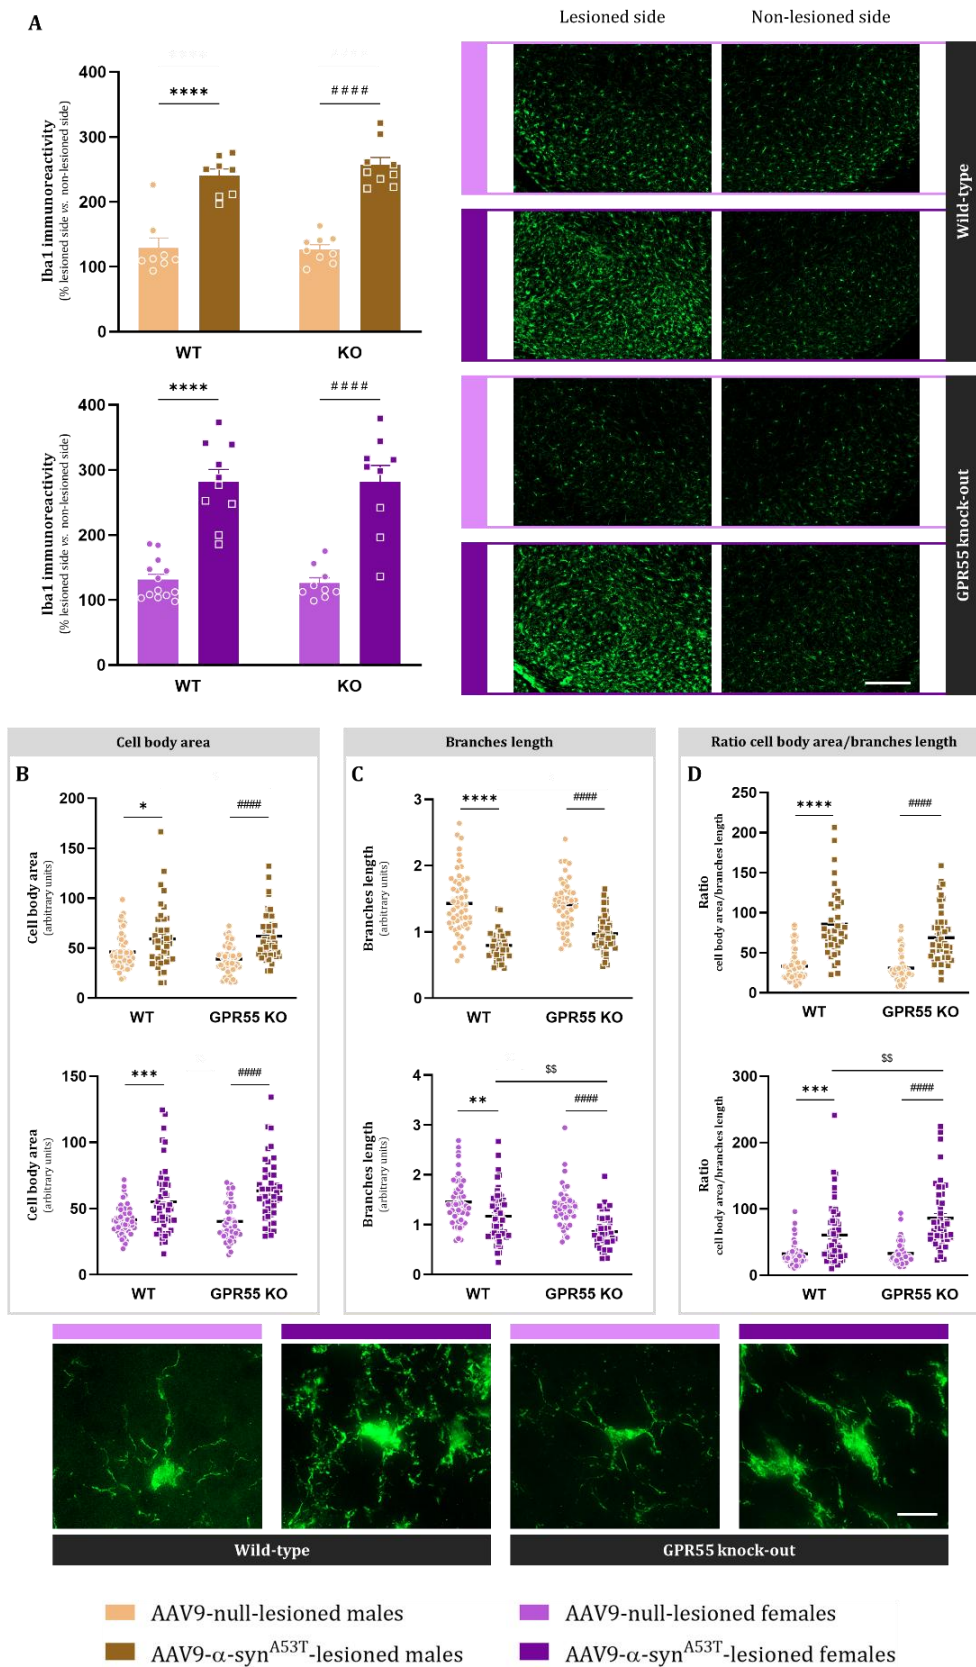 A
Lesioned side
Non-lesioned side
Iba1 immunoreactivity
(% lesioned side vs. non-lesioned side)
400
300
200
100
0
****
####
WT
KO
Iba1 immunoreactivity
(% lesioned side vs. non-lesioned side)
400
300
200
100
0
****
####
WT
KO
Wild-type
GPR55 knock-out
Cell body area
B
Cell body area
(arbitrary units)
200
150
100
50
0
*
####
WT
GPR55 KO
Cell body area
(arbitrary units)
150
100
50
0
***
####
WT
GPR55 KO
Branches length
C
Branches length
(arbitrary units)
3
2
1
0
****
####
WT
GPR55 KO
Branches length
(arbitrary units)
4
3
2
1
0
$$
**
####
WT
GPR55 KO
Ratio cell body area/branches length
D
Ratio
cell body area/branches length
250
200
150
100
50
0
****
####
WT
GPR55 KO
Ratio
cell body area/branches length
300
200
100
0
$$
***
####
WT
GPR55 KO
Wild-type
GPR55 knock-out
AAV9-null-lesioned males
AAV9-null-lesioned females
AAV9-α-synA53T-lesioned males
AAV9-α-synA53T-lesioned females